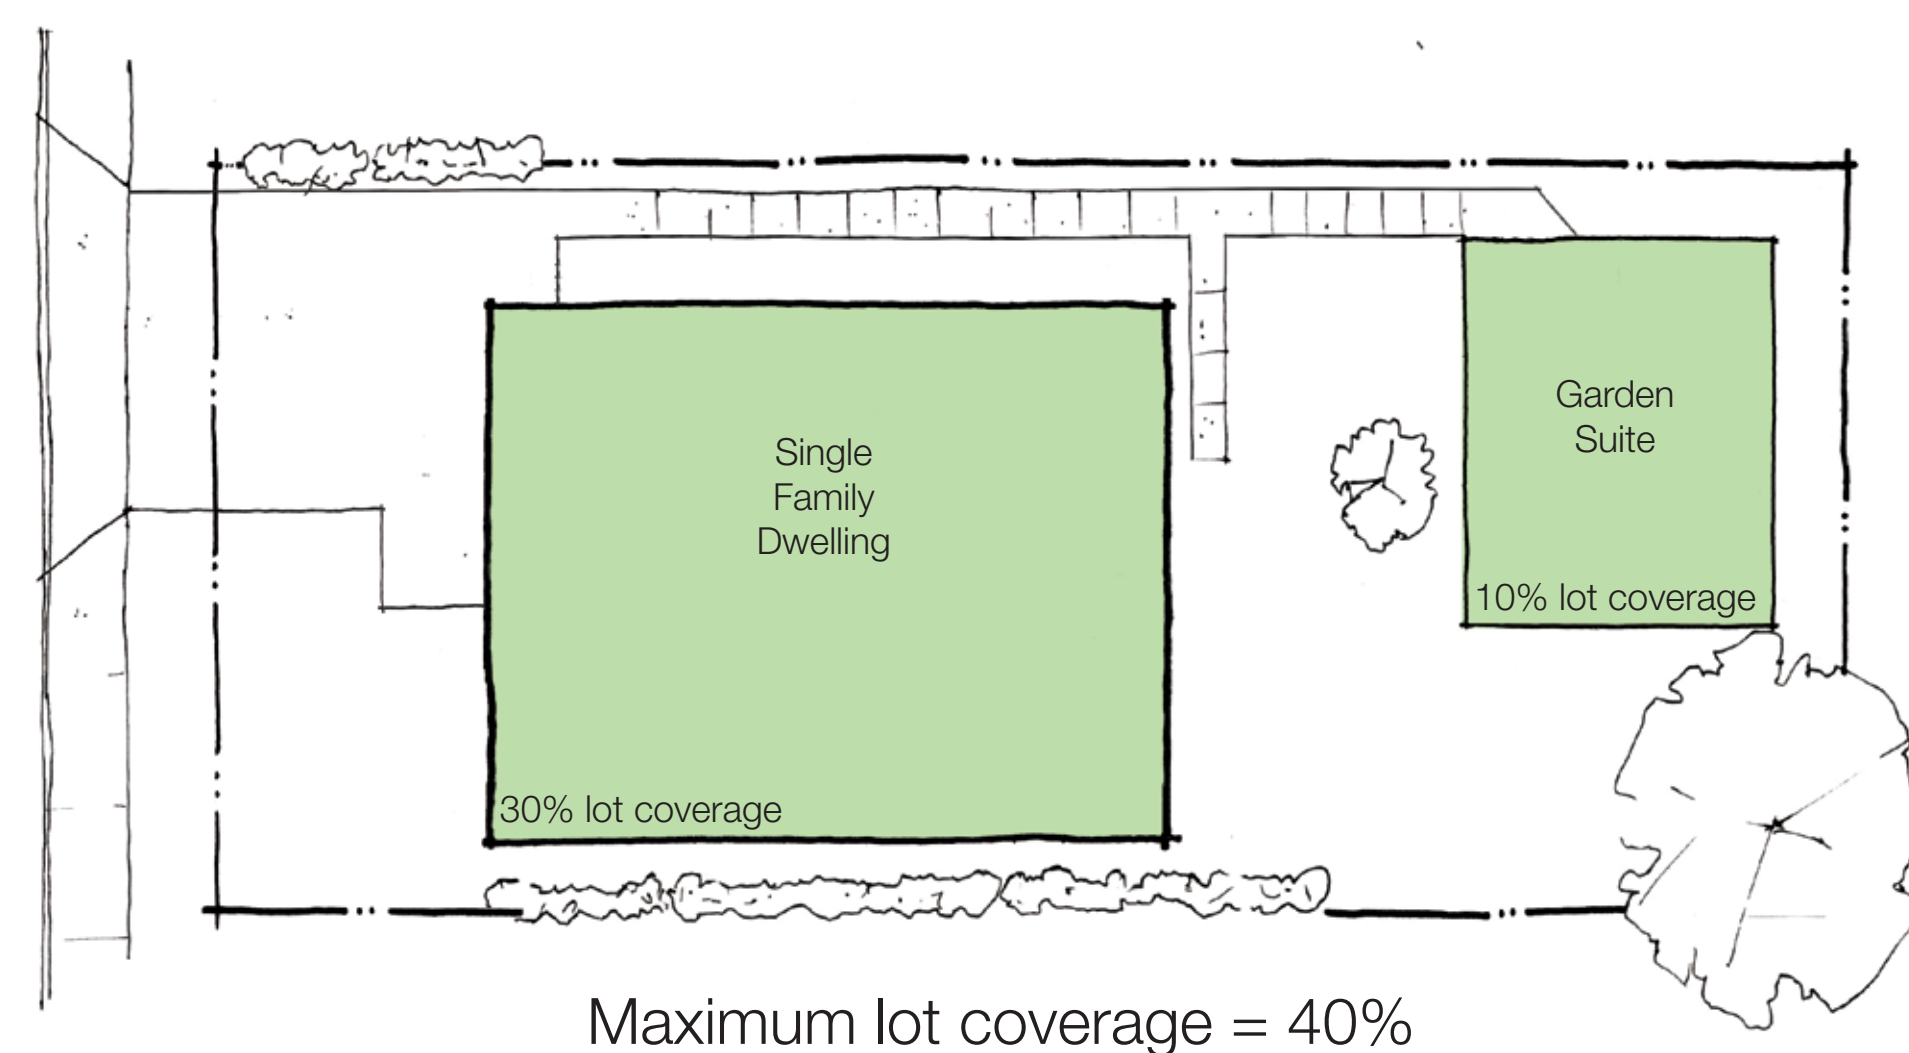 Garden
Suite
Single
Family
Dwelling
10% lot coverage
30% lot coverage
Maximum lot coverage = 40%